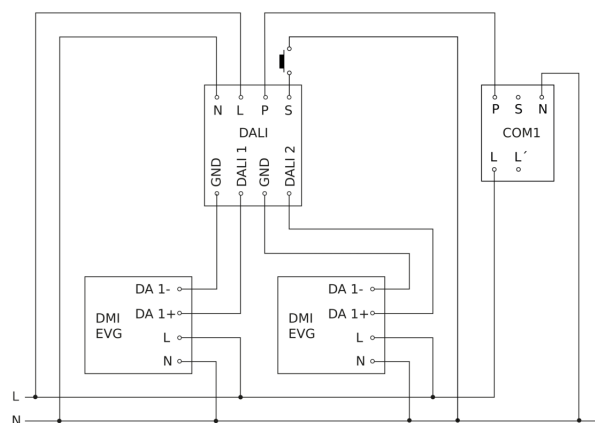 N L P S
DALI
GND DALI 1 GND DALI 2
P S N
COM1
L L´
DA 1-
DMI DA 1+
EVG L
N
DA 1-
DMI DA 1+
EVG L
N
L
N